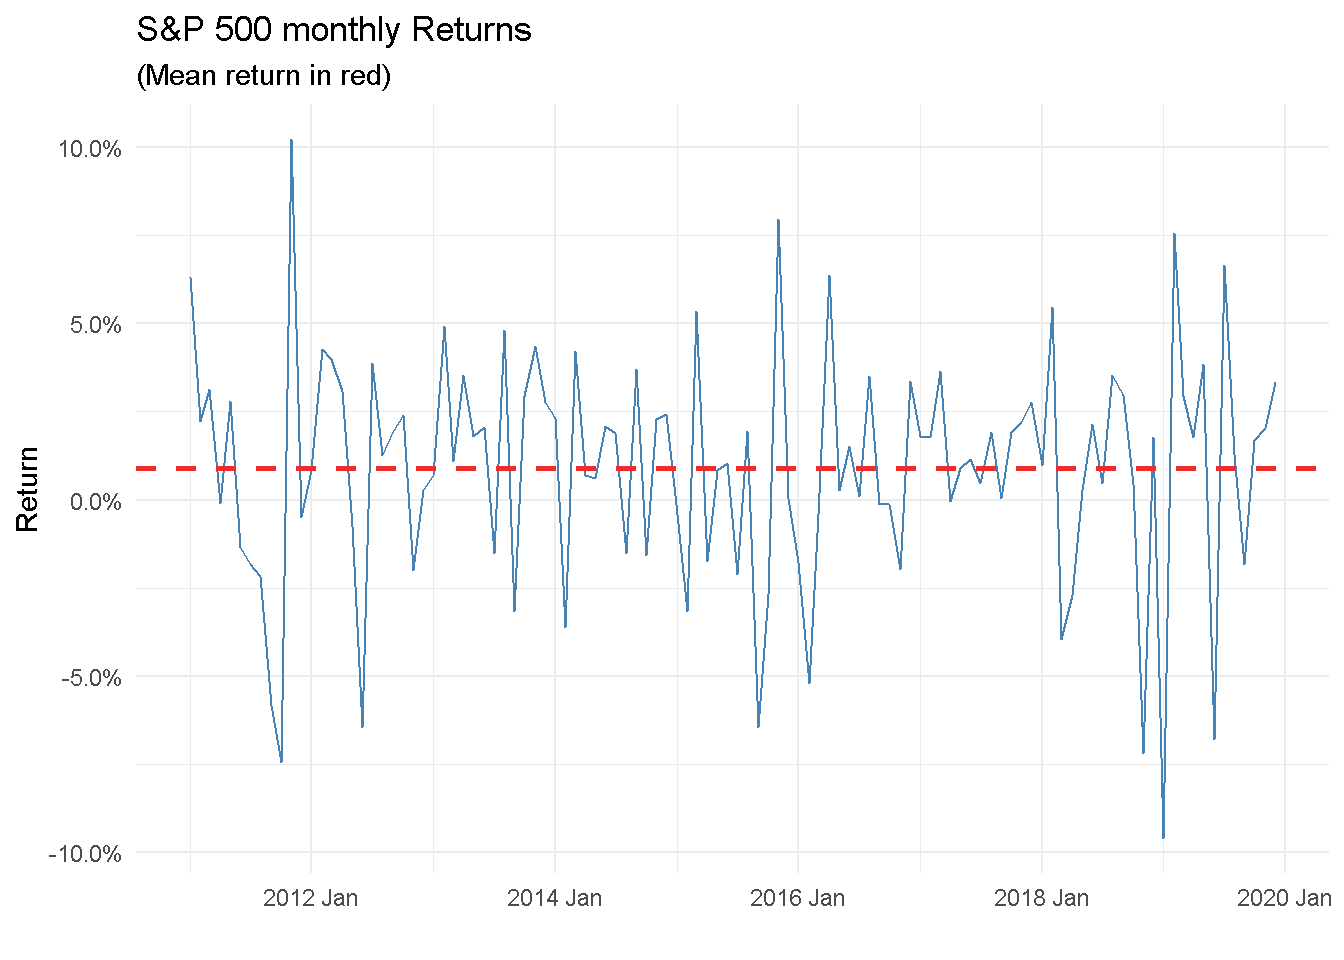 S&P 500 monthly Returns
(Mean return in red)
10.0%
5.0%
0.0%
-5.0%
-10.0%
Return
2012 Jan
2014 Jan
2016 Jan
2018 Jan
2020 Jan